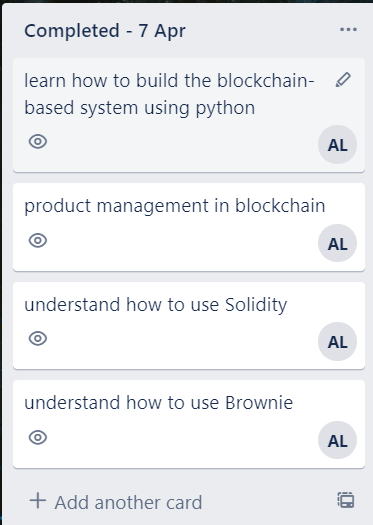 Completed - 7 Apr
learn how to build the blockchain-
based system using python
AL
product management in blockchain
AL
understand how to use Solidity
AL
understand how to use Brownie
AL
Add another card